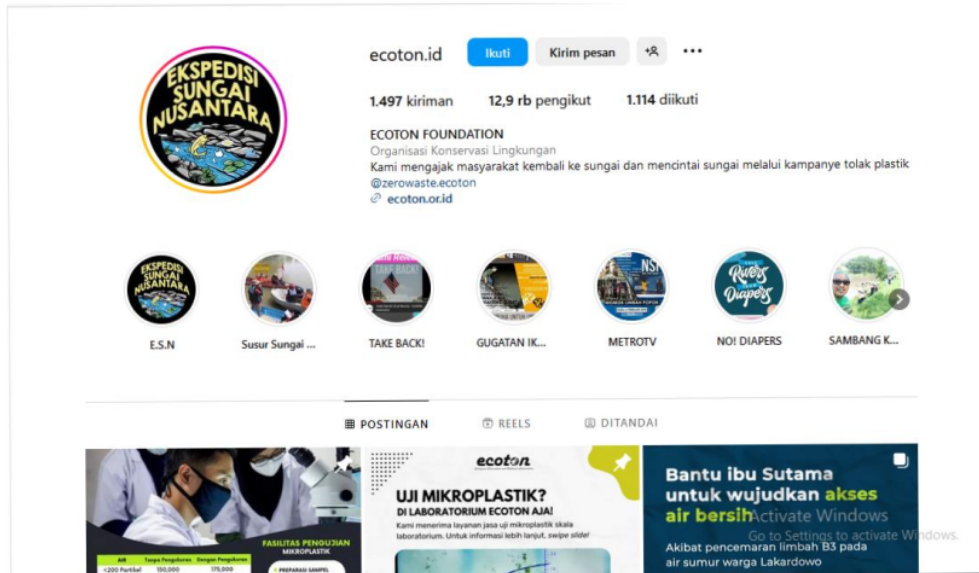 EKSPEDISI
SUNGAI
NUSANTARA
ecoton.id
Ikuti
Kirim pesan
1.497 kiriman
12,9 rb pengikut
1.114 diikuti
ECOTON FOUNDATION
Organisasi Konservasi Lingkungan
Kami mengajak masyarakat kembali ke sungai dan mencintai sungai melalui kampanye tolak plastik
@zerowaste.ecoton
ecoton.or.id
EKSPEDISI
SUNGAI
NUSANTARA
TAKE BACK!
NSI
Rivers
Diapers
E.S.N
Susur Sungai ...
TAKE BACK!
GUGATAN IK...
METROTV
NO! DIAPERS
SAMBANG K...
POSTINGAN
REELS
DITANDAI
FASILITAS PENGUJIAN
MIKROPLASTIK
AIR Tanpa Pengukuran Dengan Pengukuran
<200 Partikel 150,000 175,000
• PREPARASI SAMPEL
ecoton
UJI MIKROPLASTIK?
DI LABORATORIUM ECOTON AJA!
Kami menerima layanan jasa uji mikroplastik skala
laboratorium. Untuk informasi lebih lanjut, swipe slide!
Bantu ibu Sutama
untuk wujudkan akses
air bersih
Akibat pencemaran limbah B3 pada
air sumur warga Lakardowo
Activate Windows
Go to Settings to activate Windows.